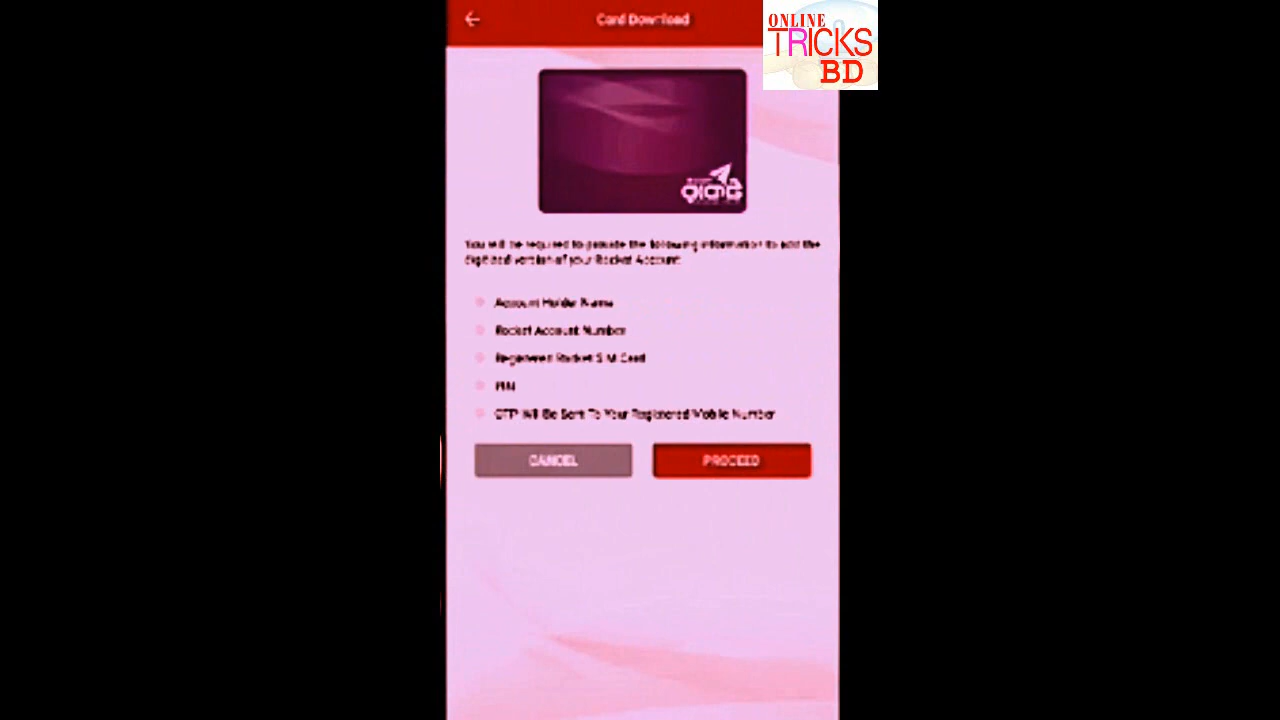 Card Download
ONLINE
TRICKS
BD
রকেট
You will be required to provide the following information to add the
digitized version of your Rocket Account:
Account Holder Name
Rocket Account Number
Registered Rocket SIM Card
PIN
OTP Will Be Sent To Your Registered Mobile Number
CANCEL
PROCEED